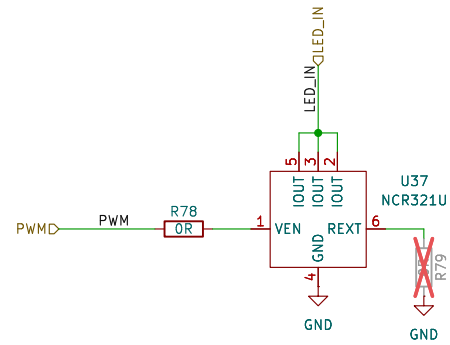 LED_IN
LED_IN
5
3
2
IOUT
IOUT
IOUT
U37
NCR321U
R78
PWM
PWM
0R
1
VEN
REXT
6
GND
4
R79
GND
GND